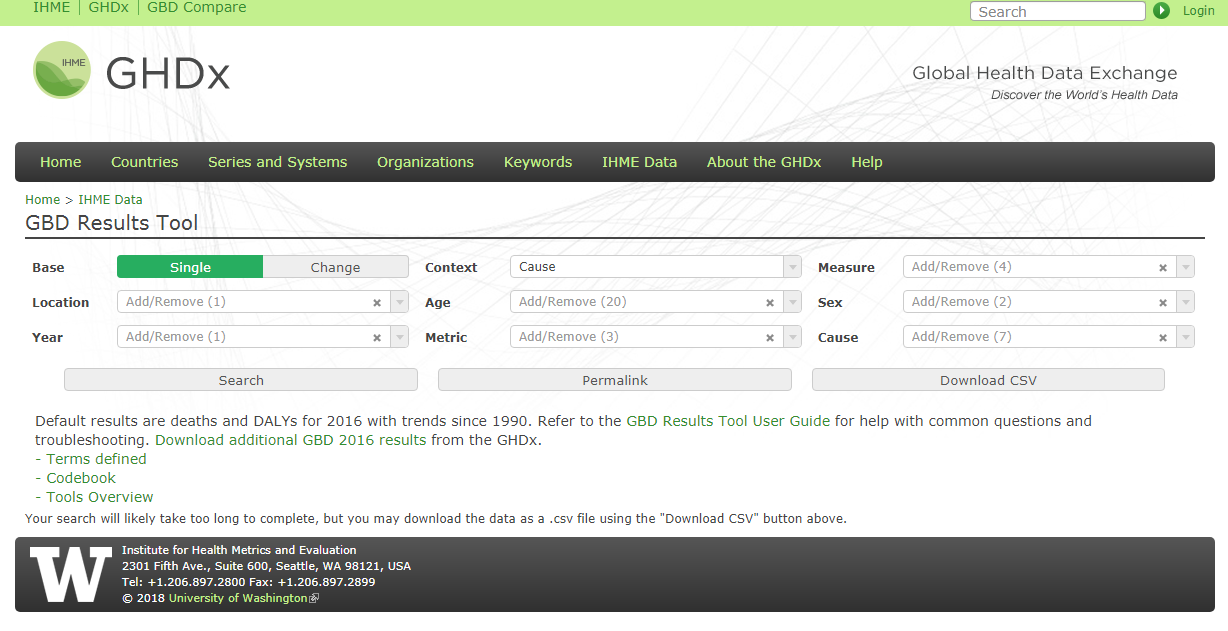 IHME GHDx GBD Compare Search Login
IHME GHDx
Global Health Data Exchange
Discover the World's Health Data
Home Countries Series and Systems Organizations Keywords IHME Data About the GHDx Help
Home > IHME Data
GBD Results Tool
Base Single Change Context Cause Measure Add/Remove (4)
Location Add/Remove (1) Age Add/Remove (20) Sex Add/Remove (2)
Year Add/Remove (1) Metric Add/Remove (3) Cause Add/Remove (7)
Search Permalink Download CSV
Default results are deaths and DALYs for 2016 with trends since 1990. Refer to the GBD Results Tool User Guide for help with common questions and
troubleshooting. Download additional GBD 2016 results from the GHDx.
- Terms defined
- Codebook
- Tools Overview
Your search will likely take too long to complete, but you may download the data as a .csv file using the "Download CSV" button above.
W
Institute for Health Metrics and Evaluation
2301 Fifth Ave., Suite 600, Seattle, WA 98121, USA
Tel: +1.206.897.2800 Fax: +1.206.897.2899
© 2018 University of Washington